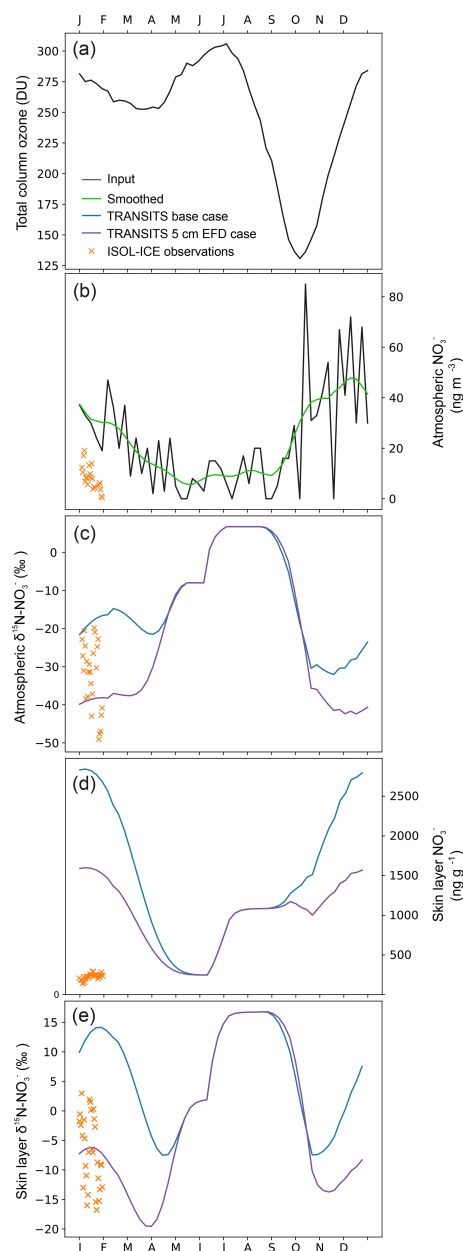 J F M A M J J A S O N D
(a)
300
275
250
225
200
175
150
125
Total column ozone (DU)
Input
Smoothed
TRANSITS base case
TRANSITS 5 cm EFD case
ISOL-ICE observations
(b)
80
60
40
20
0
Atmospheric NO₃⁻
(ng m ⁻³)
(c)
0
−10
−20
−30
−40
−50
Atmospheric δ¹⁵N-NO₃⁻ (‰)
(d)
2500
2000
1500
1000
500
0
Skin layer NO₃⁻
(ng g ⁻¹)
(e)
15
10
5
0
−5
−10
−15
−20
Skin layer δ¹⁵N-NO₃⁻ (‰)
J F M A M J J A S O N D